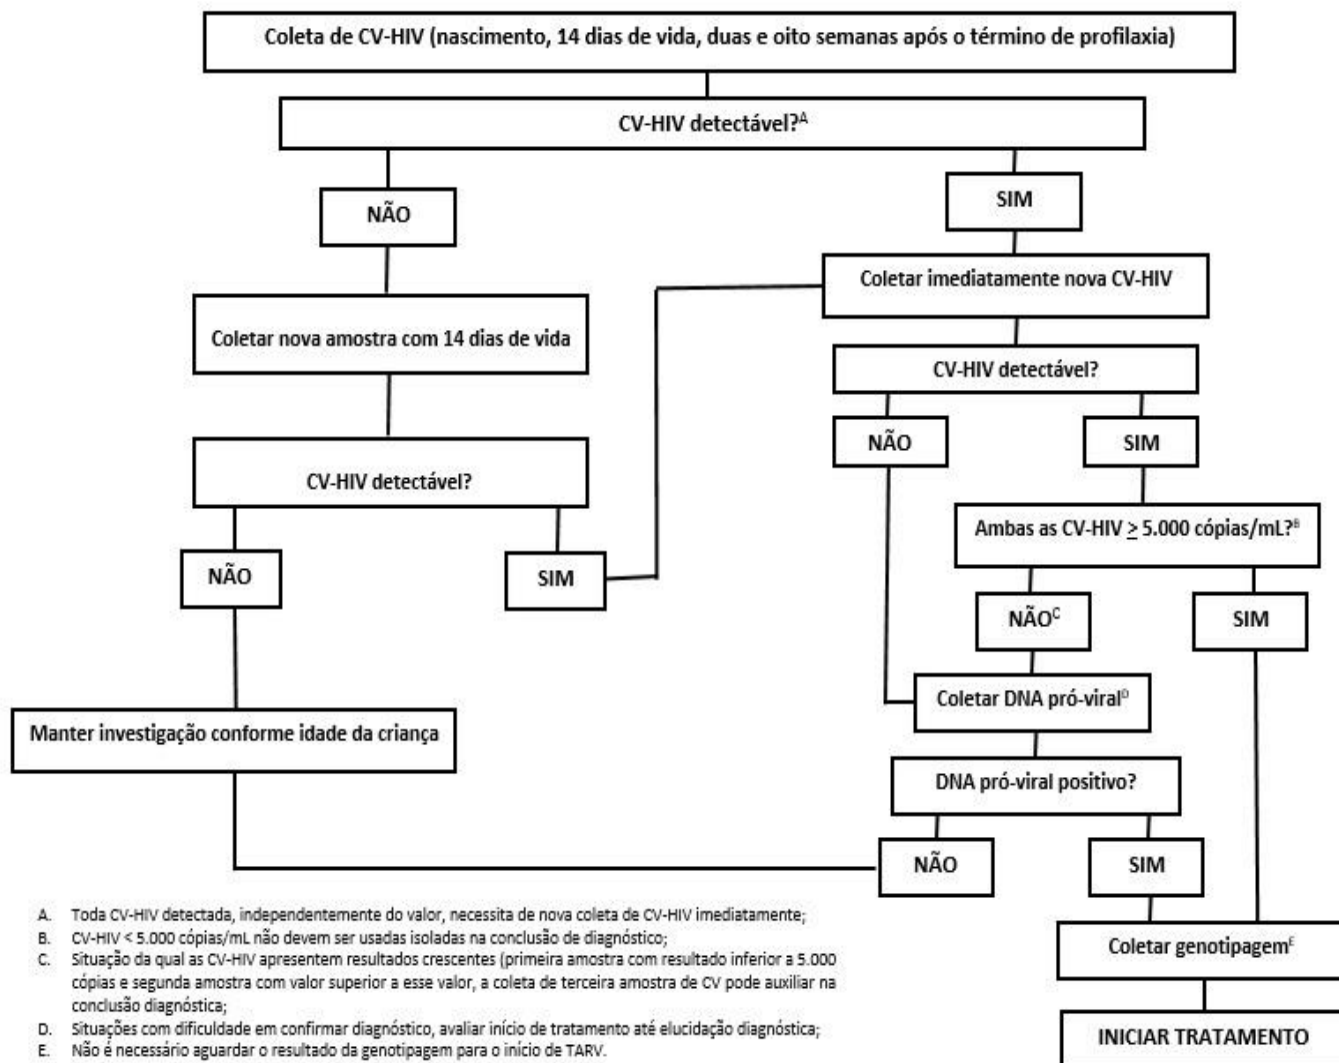 Coleta de CV-HIV (nascimento, 14 dias de vida, duas e oito semanas após o término de profilaxia)
CV-HIV detectável?ᴬ
NÃO
SIM
Coletar imediatamente nova CV-HIV
Coletar nova amostra com 14 dias de vida
CV-HIV detectável?
NÃO
SIM
CV-HIV detectável?
Ambas as CV-HIV ≥ 5.000 cópias/mL?ᴮ
NÃO
SIM
NÃOᶜ
SIM
Coletar DNA pró-viralᴰ
Manter investigação conforme idade da criança
DNA pró-viral positivo?
NÃO
SIM
A. Toda CV-HIV detectada, independentemente do valor, necessita de nova coleta de CV-HIV imediatamente;
B. CV-HIV < 5.000 cópias/mL não devem ser usadas isoladas na conclusão de diagnóstico;
C. Situação da qual as CV-HIV apresentem resultados crescentes (primeira amostra com resultado inferior a 5.000
cópias e segunda amostra com valor superior a esse valor, a coleta de terceira amostra de CV pode auxiliar na
conclusão diagnóstica;
D. Situações com dificuldade em confirmar diagnóstico, avaliar início de tratamento até elucidação diagnóstica;
E. Não é necessário aguardar o resultado da genotipagem para o início de TARV.
Coletar genotipagemᴱ
INICIAR TRATAMENTO